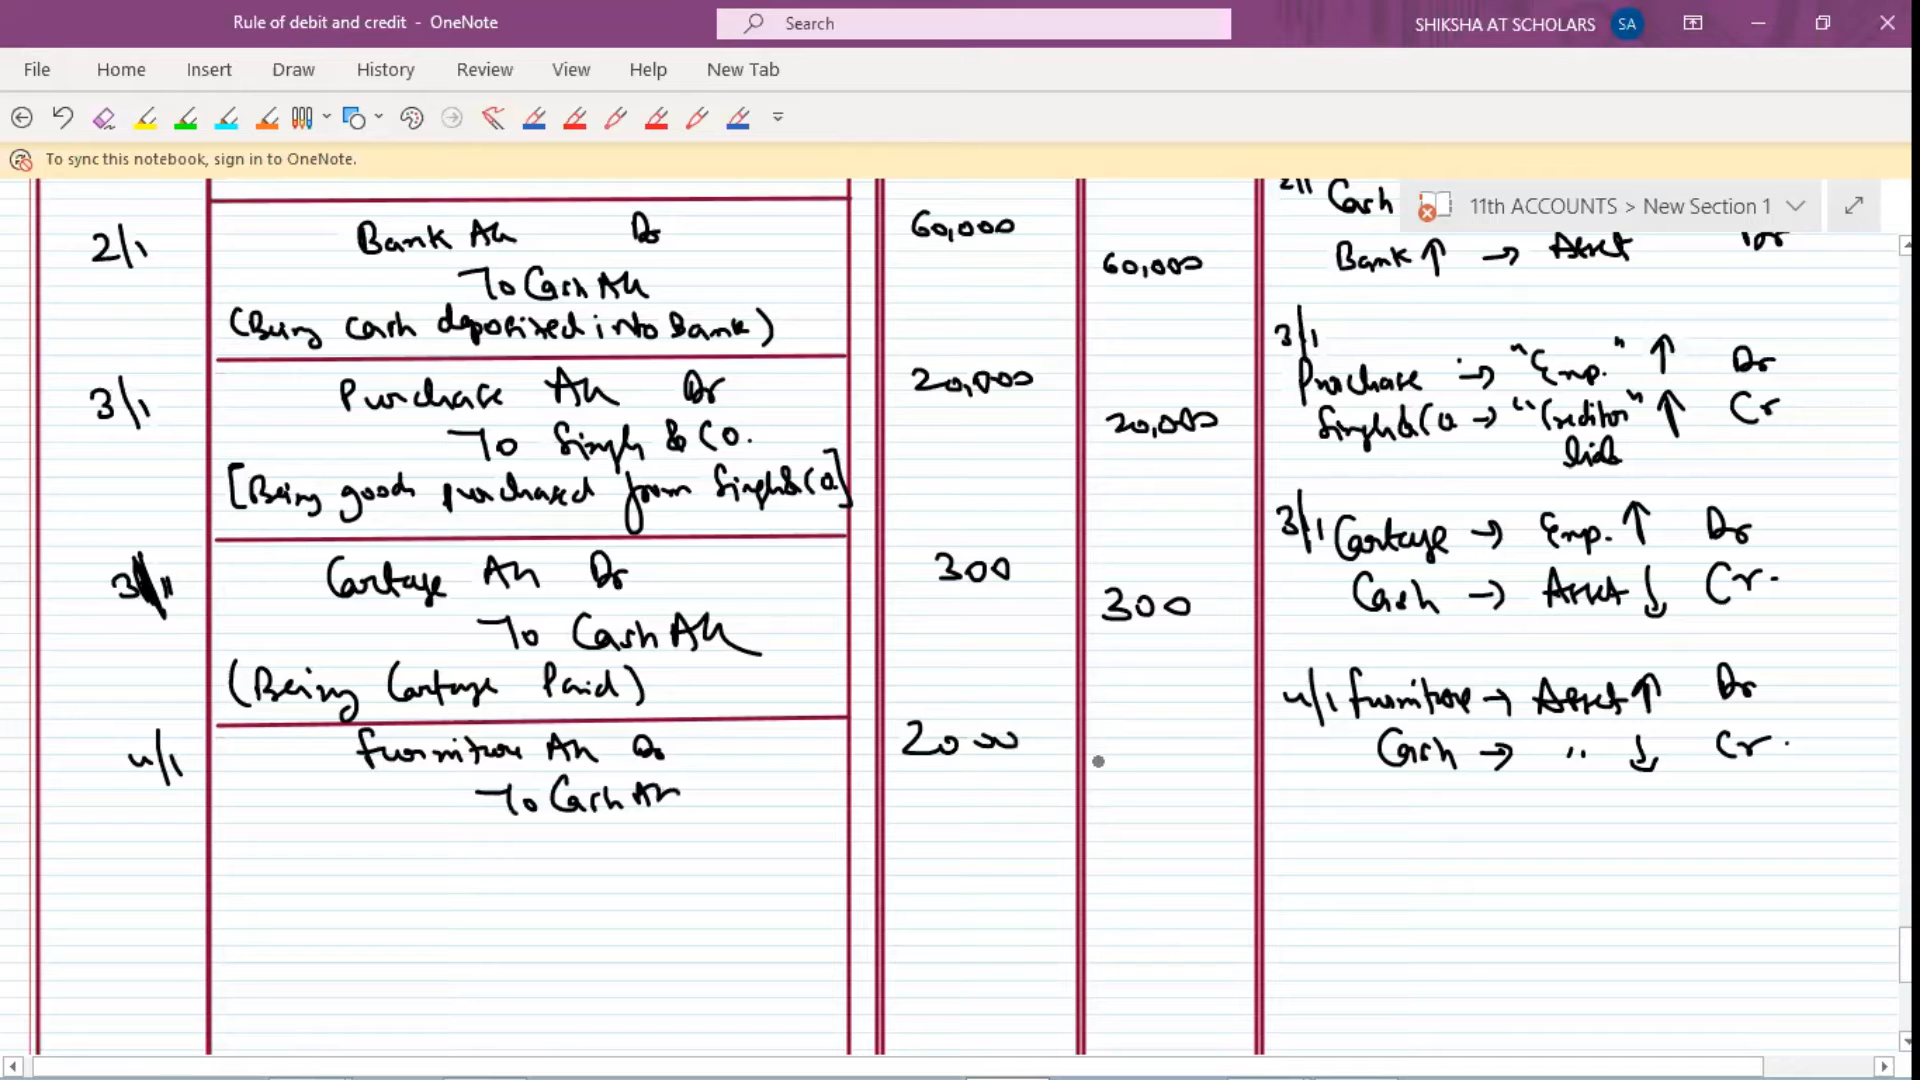 Rule of debit and credit - OneNote
Search
SHIKSHA AT SCHOLARS
SA
File Home Insert Draw History Review View Help New Tab
To sync this notebook, sign in to OneNote.
11th ACCOUNTS > New Section 1
2/1 Bank A/c Dr 60,000
To Cash A/c 60,000
(Being cash deposited into Bank)
3/1 Purchase A/c Dr 20,000
To Singh & Co. 20,000
[Being goods purchased from Singh & Co.]
3/1 Cartage A/c Dr 300
To Cash A/c 300
(Being Cartage Paid)
4/1 Furniture A/c Dr 2000
To Cash A/c
2/1 Cash
Bank ↑ → Asset Dr
3/1
Purchase → "Exp." ↑ Dr
Singh & Co → "Creditor" ↑ Cr
liab
3/1 Cartage → Exp. ↑ Dr
Cash → Asset ↓ Cr.
4/1 furniture → Asset ↑ Dr
Cash → " ↓ Cr.